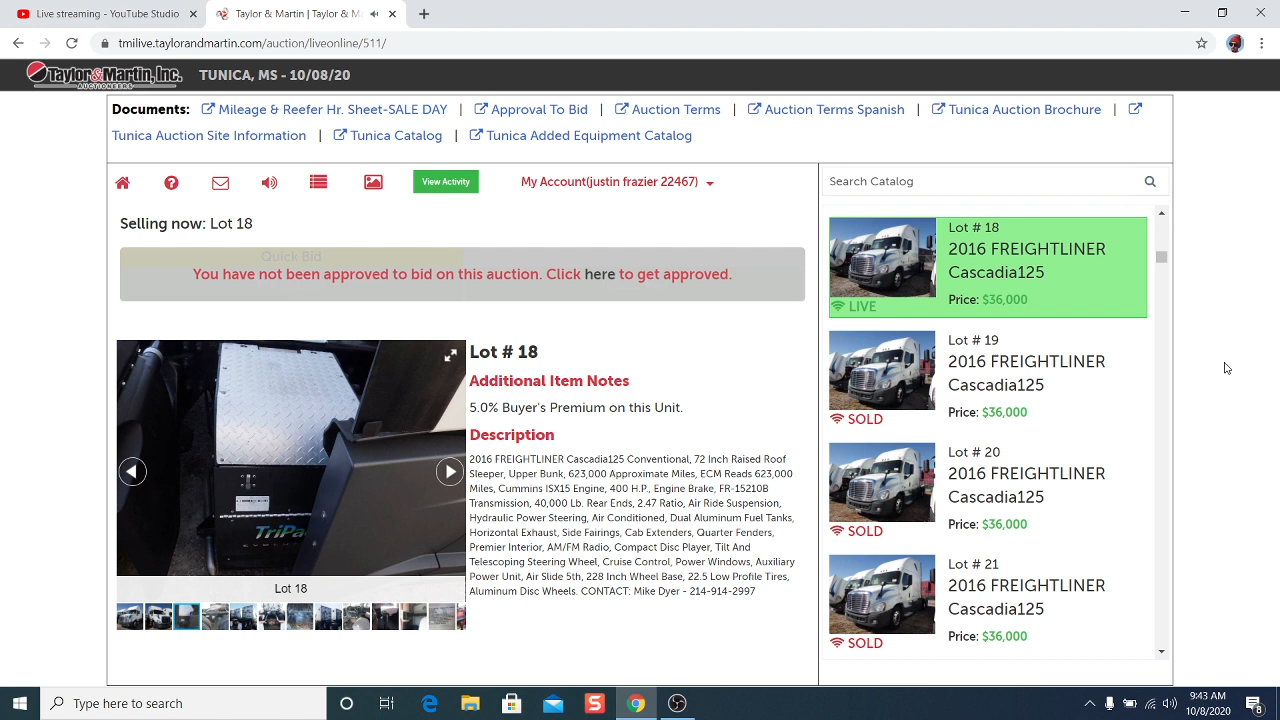 Live streaming - YouTube Studio
Taylor & Martin | Taylor & M
tmlive.taylorandmartin.com/auction/liveonline/511/
Taylor&Martin, Inc.
AUCTIONEERS
TUNICA, MS - 10/08/20
Documents: Mileage & Reefer Hr. Sheet-SALE DAY | Approval To Bid | Auction Terms | Auction Terms Spanish | Tunica Auction Brochure |
Tunica Auction Site Information | Tunica Catalog | Tunica Added Equipment Catalog
View Activity
My Account(justin frazier 22467)
Selling now: Lot 18
Quick Bid
You have not been approved to bid on this auction. Click here to get approved.
TriPa
Lot 18
Lot # 18
Additional Item Notes
5.0% Buyer's Premium on this Unit.
Description
2016 FREIGHTLINER Cascadia125 Conventional, 72 Inch Raised Roof
Sleeper, Upper Bunk, 623,000 Approximate Miles, ECM Reads 623,000
Miles, Cummins ISX15 Engine, 400 H.P., Engine Brake, FR-15210B
Transmission, 40,000 Lb. Rear Ends, 2.47 Ratio, Air Ride Suspension,
Hydraulic Power Steering, Air Conditioned, Dual Aluminum Fuel Tanks,
Horizontal Exhaust, Side Fairings, Cab Extenders, Quarter Fenders,
Premier Interior, AM/FM Radio, Compact Disc Player, Tilt And
Telescoping Steering Wheel, Cruise Control, Power Windows, Auxiliary
Power Unit, Air Slide 5th, 228 Inch Wheel Base, 22.5 Low Profile Tires,
Aluminum Disc Wheels. CONTACT: Mike Dyer - 214-914-2997
Search Catalog
Lot # 18
2016 FREIGHTLINER
Cascadia125
Price: $36,000
LIVE
Lot # 19
2016 FREIGHTLINER
Cascadia125
Price: $36,000
SOLD
Lot # 20
2016 FREIGHTLINER
Cascadia125
Price: $36,000
SOLD
Lot # 21
2016 FREIGHTLINER
Cascadia125
Price: $36,000
SOLD
Type here to search
9:43 AM
10/8/2020
8